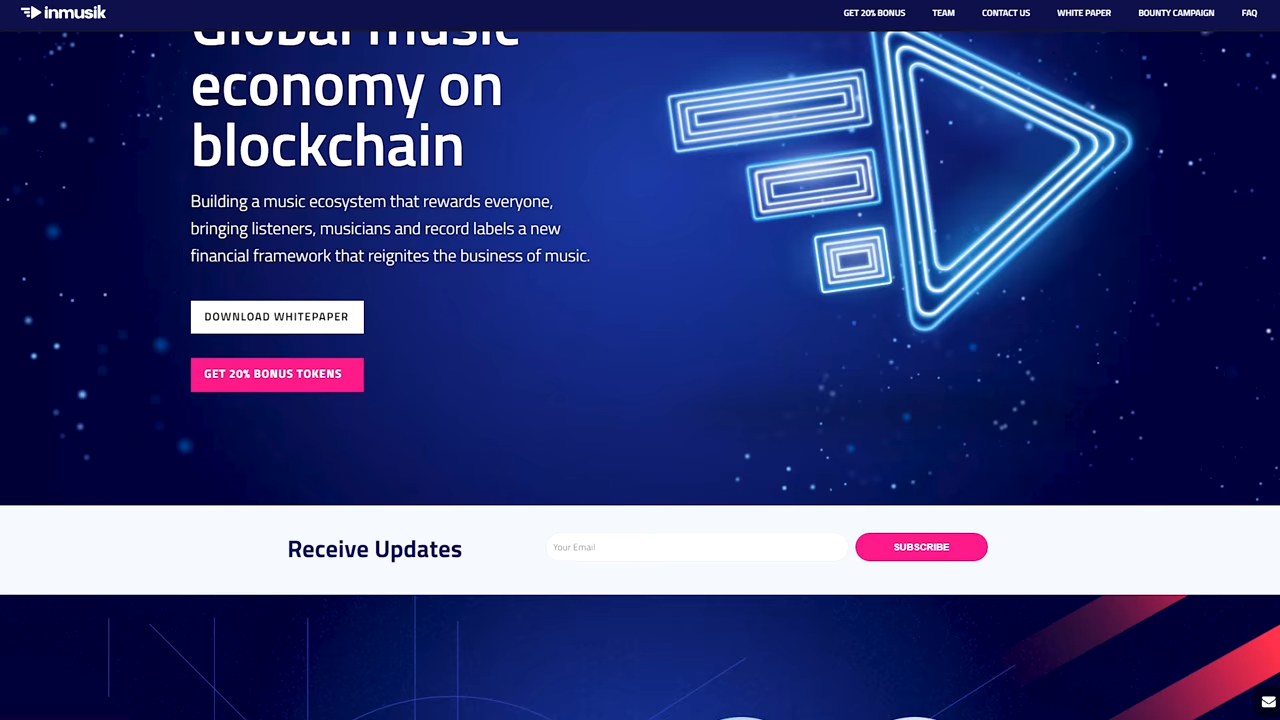 inmusik
GET 20% BONUS
TEAM
CONTACT US
WHITE PAPER
BOUNTY CAMPAIGN
FAQ
Global music
economy on
blockchain
Building a music ecosystem that rewards everyone,
bringing listeners, musicians and record labels a new
financial framework that reignites the business of music.
DOWNLOAD WHITEPAPER
GET 20% BONUS TOKENS
Receive Updates
Your Email
SUBSCRIBE